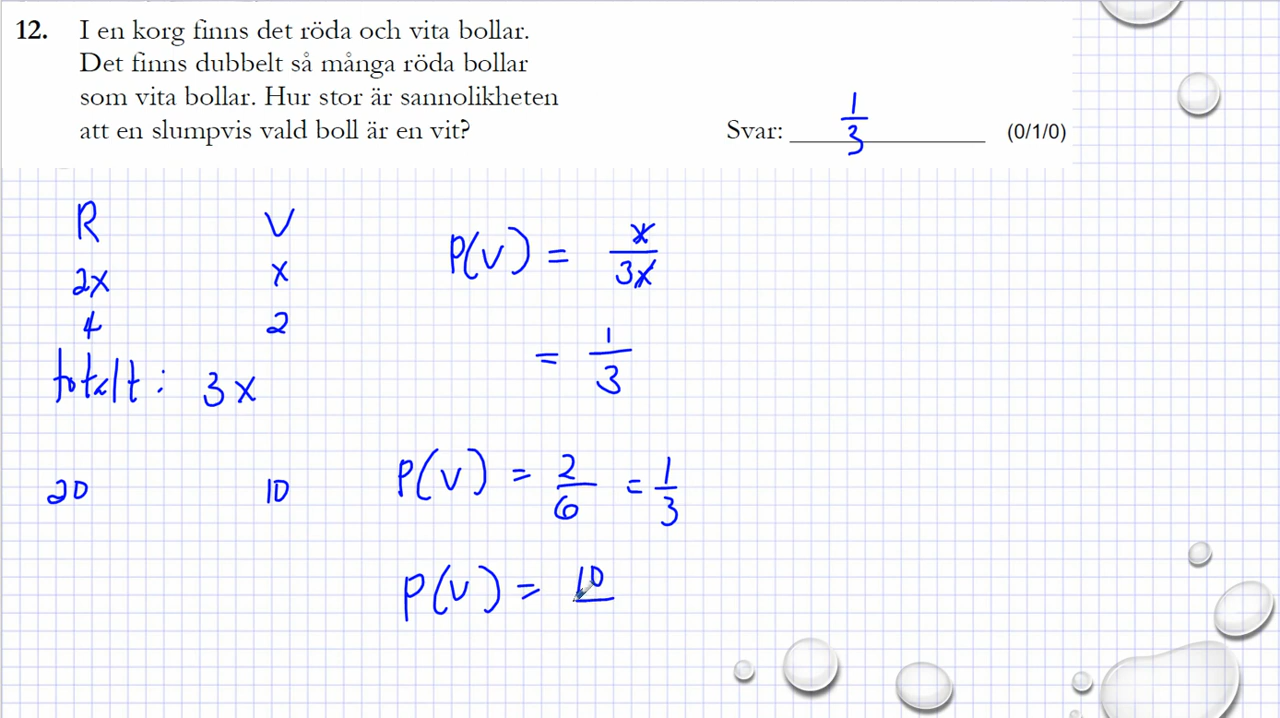 12. I en korg finns det röda och vita bollar.
Det finns dubbelt så många röda bollar
som vita bollar. Hur stor är sannolikheten
att en slumpvis vald boll är en vit?
Svar: 1/3 (0/1/0)
R V
2x x
4 2
totalt: 3x
P(V) = x/3x
= 1/3
20 10
P(V) = 2/6 = 1/3
P(V) = 10/